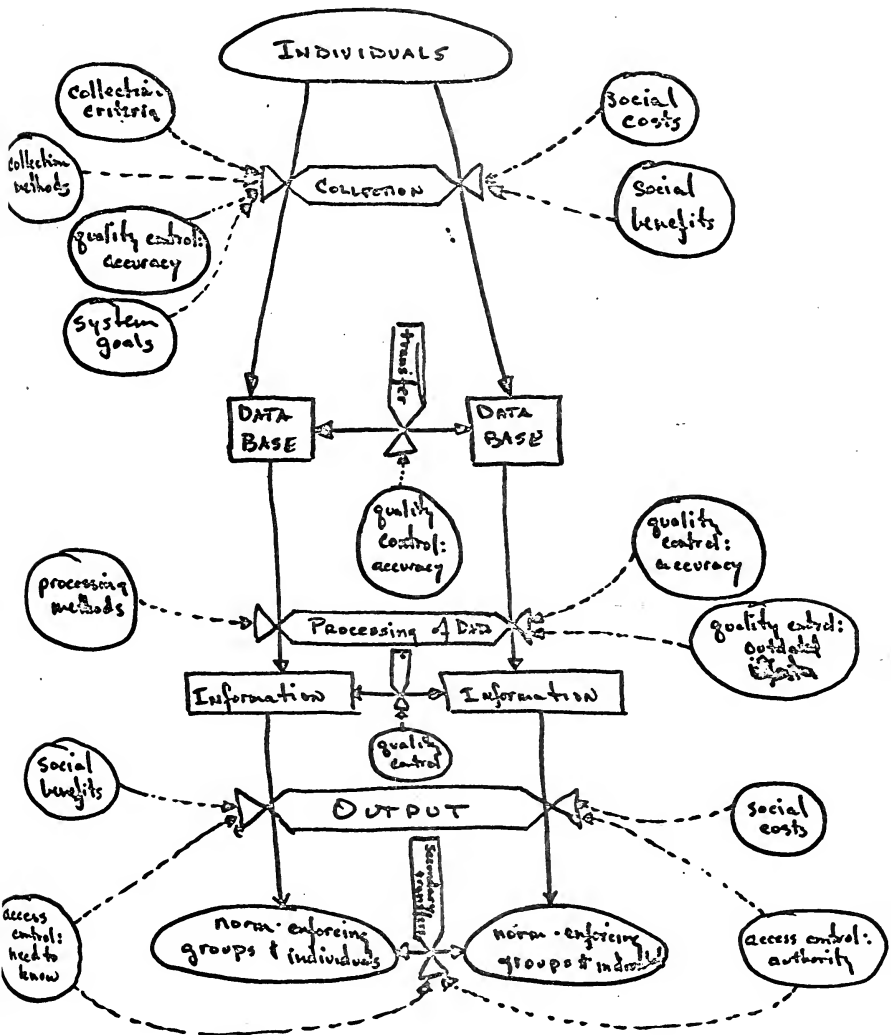 INDIVIDUALS
collection
criteria
social
costs
collection
methods
COLLECTION
social
benefits
quality control:
accuracy
system
goals
transfer
DATA
BASE
DATA
BASE
quality
control:
accuracy
quality
control:
accuracy
processing
methods
Processing of Data
quality control:
outdated
Information
Information
quality
control
social
benefits
OUTPUT
social
costs
Secondary
transfer
access
control:
need to
know
norm-enforcing
groups & individuals
norm-enforcing
groups & individuals
access control:
authority